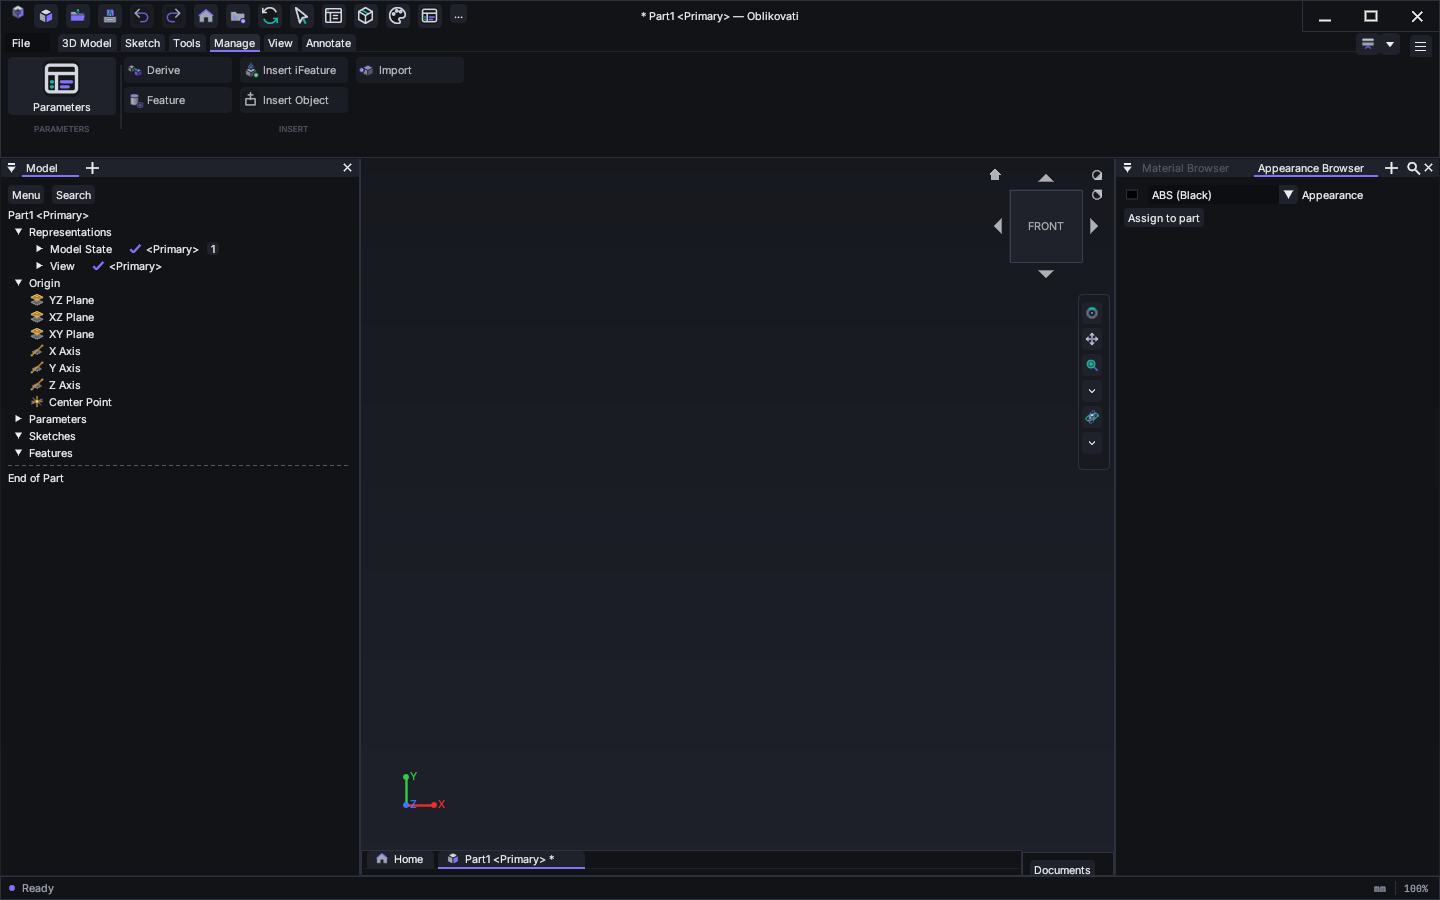 * Part1 <Primary> — Oblikovati
File
3D Model
Sketch
Tools
Manage
View
Annotate
Parameters
PARAMETERS
Derive
Feature
Insert iFeature
Insert Object
INSERT
Import
Model
Menu
Search
Part1 <Primary>
Representations
Model State <Primary> 1
View <Primary>
Origin
YZ Plane
XZ Plane
XY Plane
X Axis
Y Axis
Z Axis
Center Point
Parameters
Sketches
Features
End of Part
FRONT
Y
Z
X
Material Browser
Appearance Browser
ABS (Black)
Appearance
Assign to part
Home
Part1 <Primary> *
Documents
Ready
mm
100%